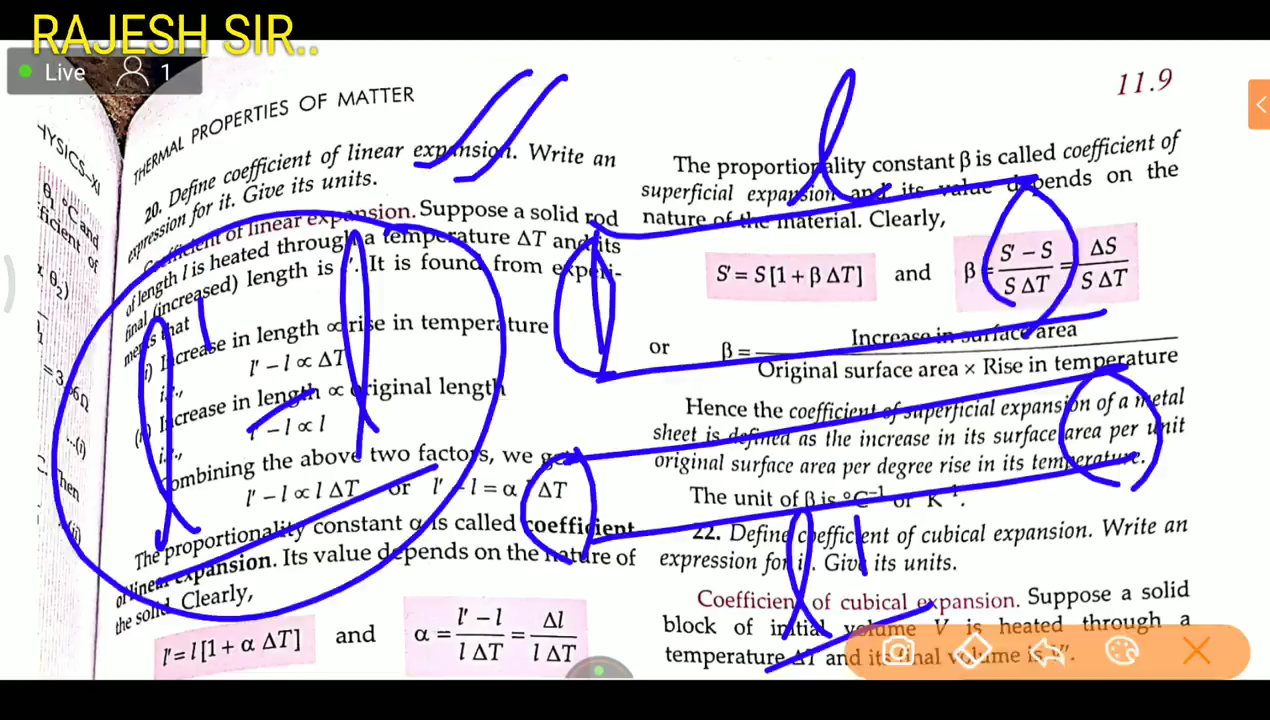 RAJESH SIR..
Live 1
THERMAL PROPERTIES OF MATTER
11.9
HYSICS–XI
θ₁ °C and
efficient of
θ₂)
= 3.36Ω
...(i)
Then
20. Define coefficient of linear expansion. Write an
expression for it. Give its units.
Coefficient of linear expansion. Suppose a solid rod
of length l is heated through a temperature ΔT and its
final (increased) length is l'. It is found from experi-
ments that
(i) Increase in length ∝ rise in temperature
i.e., l' – l ∝ ΔT
Increase in length ∝ original length
i.e., l' – l ∝ l
Combining the above two factors, we get
l' – l ∝ l ΔT or l' – l = α l ΔT
The proportionality constant α is called coefficient
of linear expansion. Its value depends on the nature of
the solid. Clearly,
l' = l [1 + α ΔT] and α = l' – l / l ΔT = Δl / l ΔT
The proportionality constant β is called coefficient of
superficial expansion and its value depends on the
nature of the material. Clearly,
S' = S [1 + β ΔT] and β = S' – S / S ΔT = ΔS / S ΔT
or β = Increase in surface area / Original surface area × Rise in temperature
Hence the coefficient of superficial expansion of a metal
sheet is defined as the increase in its surface area per unit
original surface area per degree rise in its temperature.
The unit of β is °C⁻¹ or K⁻¹.
22. Define coefficient of cubical expansion. Write an
expression for it. Give its units.
Coefficient of cubical expansion. Suppose a solid
block of initial volume V is heated through a
temperature ΔT and its final volume is V'.
l
l' – l
l'